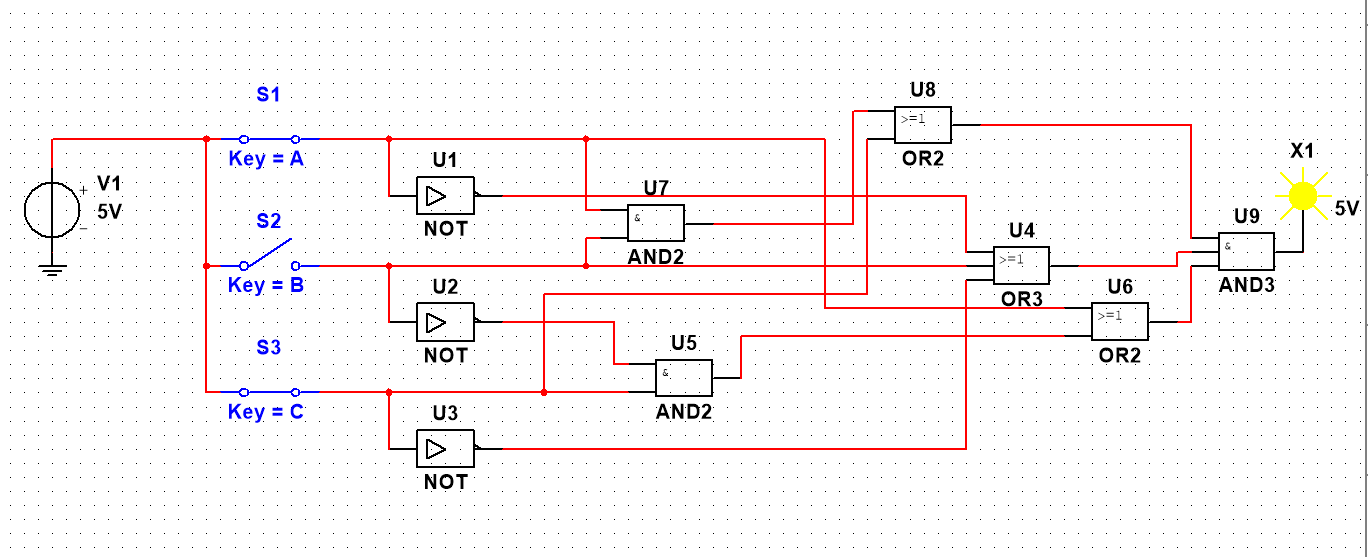 S1
Key = A
V1
5V
+
−
S2
Key = B
S3
Key = C
U1
NOT
U2
NOT
U3
NOT
U7
&
AND2
U5
&
AND2
U8
>=1
OR2
U4
>=1
OR3
U6
>=1
OR2
U9
&
AND3
X1
5V